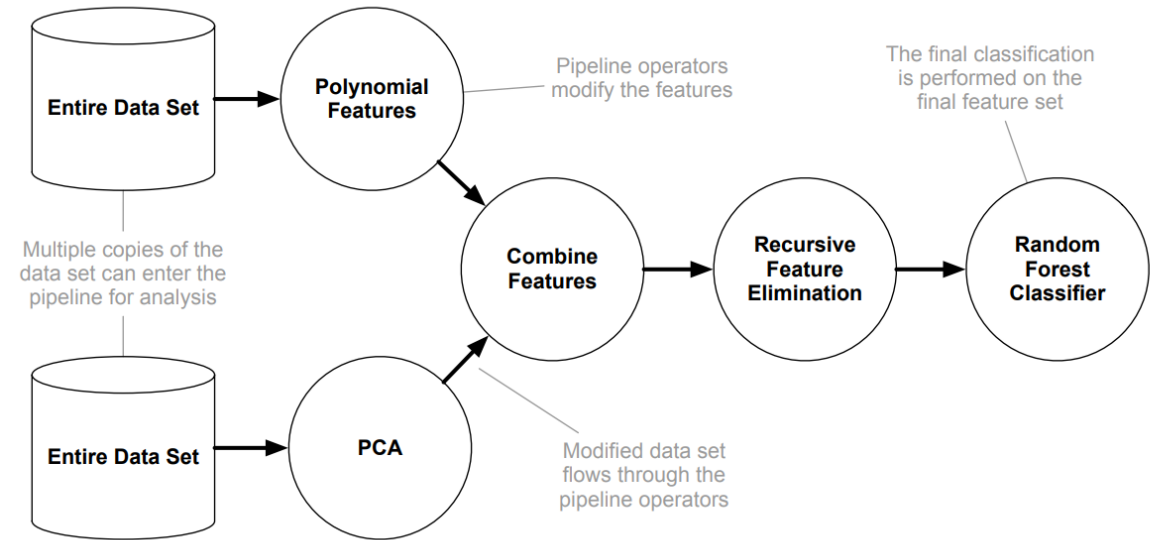 Entire Data Set
Polynomial
Features
Pipeline operators
modify the features
The final classification
is performed on the
final feature set
Multiple copies of the
data set can enter the
pipeline for analysis
Combine
Features
Recursive
Feature
Elimination
Random
Forest
Classifier
Entire Data Set
PCA
Modified data set
flows through the
pipeline operators